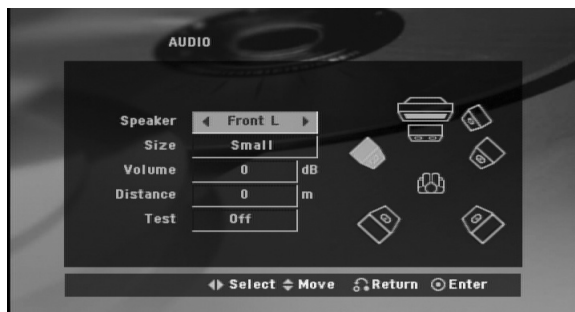 AUDIO
Speaker Front L
Size Small
Volume 0 dB
Distance 0 m
Test Off
Select Move Return Enter